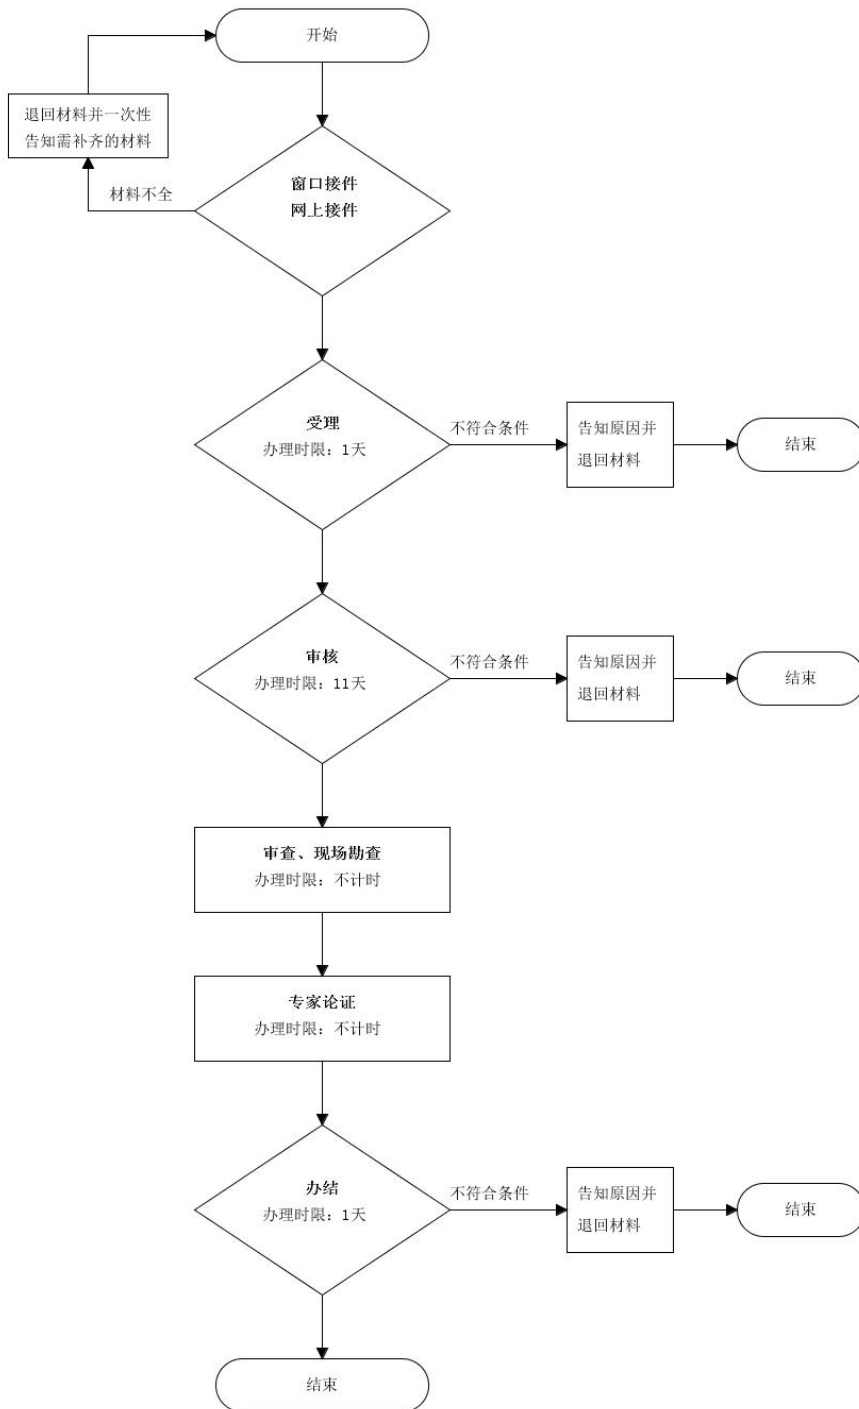 开始
退回材料并一次性
告知需补齐的材料
材料不全
窗口接件
网上接件
受理
办理时限：1天
不符合条件
告知原因并
退回材料
结束
审核
办理时限：11天
不符合条件
告知原因并
退回材料
结束
审查、现场勘查
办理时限：不计时
专家论证
办理时限：不计时
办结
办理时限：1天
不符合条件
告知原因并
退回材料
结束
结束